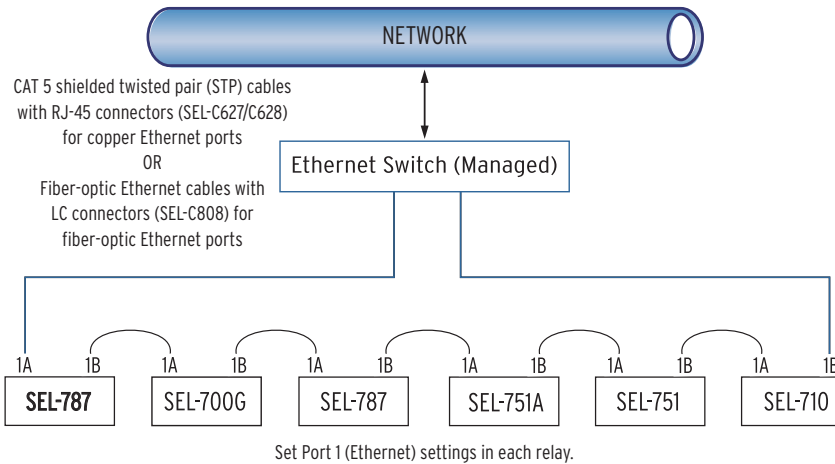 NETWORK
CAT 5 shielded twisted pair (STP) cables
with RJ-45 connectors (SEL-C627/C628)
for copper Ethernet ports
OR
Fiber-optic Ethernet cables with
LC connectors (SEL-C808) for
fiber-optic Ethernet ports
Ethernet Switch (Managed)
1A 1B 1A 1B 1A 1B 1A 1B 1A 1B 1A 1B
SEL-787 SEL-700G SEL-787 SEL-751A SEL-751 SEL-710
Set Port 1 (Ethernet) settings in each relay.